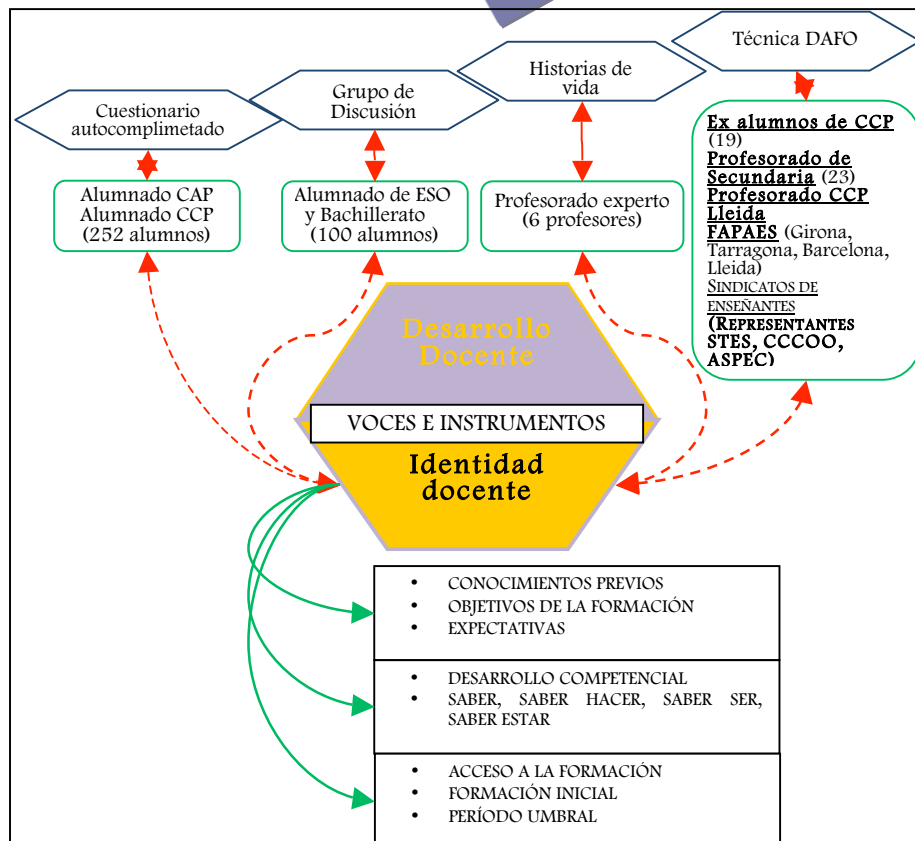 Cuestionario
autocomplimetado
Grupo de
Discusión
Historias de
vida
Técnica DAFO
Alumnado CAP
Alumnado CCP
(252 alumnos)
Alumnado de ESO
y Bachillerato
(100 alumnos)
Profesorado experto
(6 profesores)
Ex alumnos de CCP
(19)
Profesorado de
Secundaria (23)
Profesorado CCP
Lleida
FAPAES (Girona,
Tarragona, Barcelona,
Lleida)
SINDICATOS DE
ENSEÑANTES
(REPRESENTANTES
STES, CCCOO,
ASPEC)
Desarrollo
Docente
VOCES E INSTRUMENTOS
Identidad
docente
• CONOCIMIENTOS PREVIOS
• OBJETIVOS DE LA FORMACIÓN
• EXPECTATIVAS
• DESARROLLO COMPETENCIAL
• SABER, SABER HACER, SABER SER,
SABER ESTAR
• ACCESO A LA FORMACIÓN
• FORMACIÓN INICIAL
• PERÍODO UMBRAL